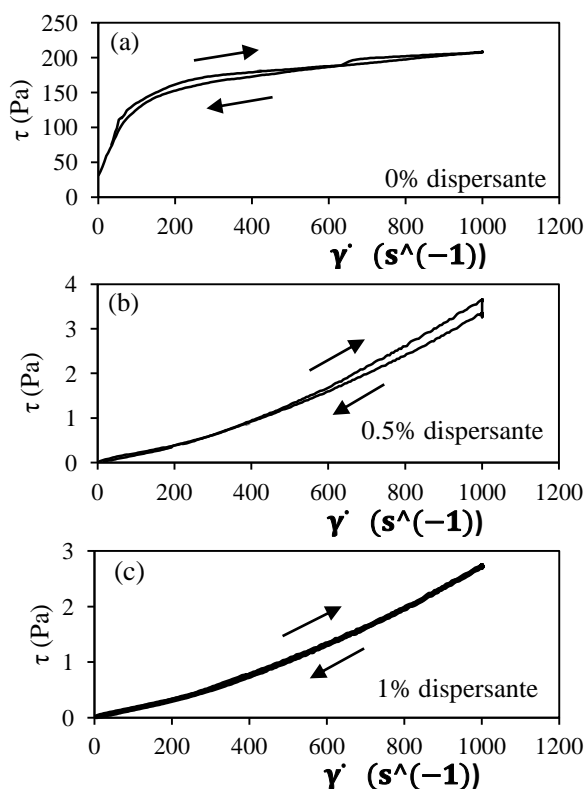 (a)
250
200
150
100
50
0
τ (Pa)
0% dispersante
0 200 400 600 800 1000 1200
γ˙ (s^(−1))
(b)
4
3
2
1
0
τ (Pa)
0.5% dispersante
0 200 400 600 800 1000 1200
γ˙ (s^(−1))
(c)
3
2
1
0
τ (Pa)
1% dispersante
0 200 400 600 800 1000 1200
γ˙ (s^(−1))